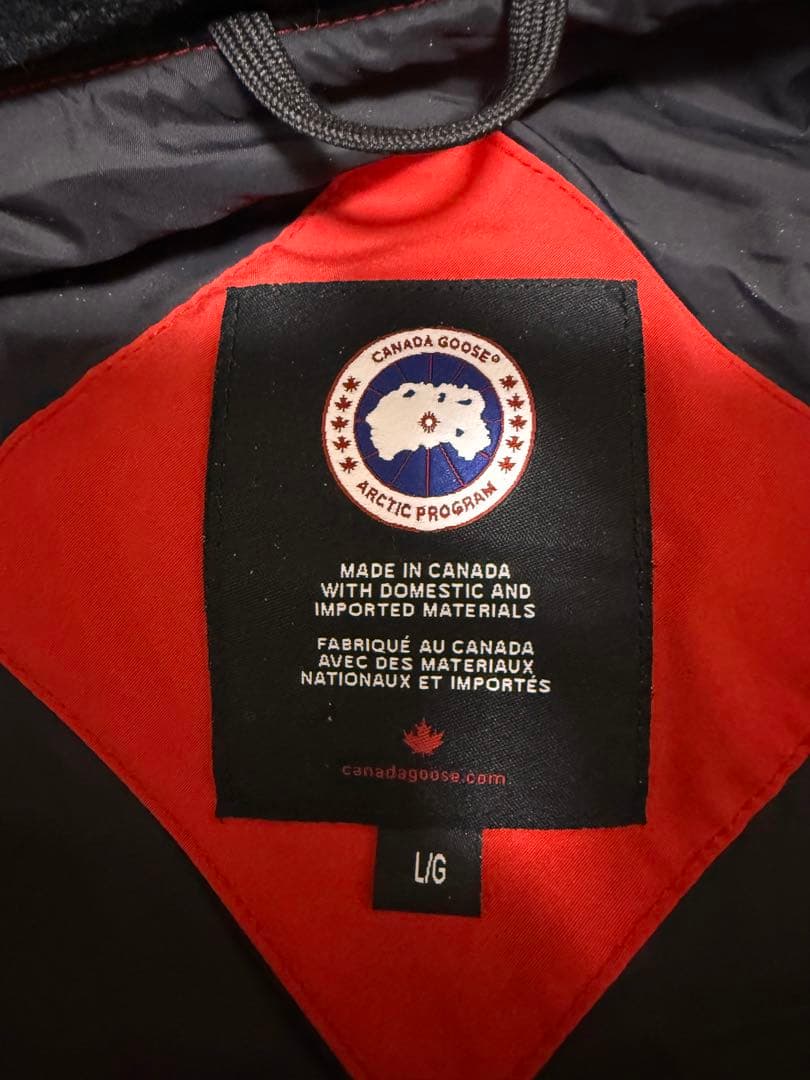 CANADA GOOSE®
ARCTIC PROGRAM
MADE IN CANADA
WITH DOMESTIC AND
IMPORTED MATERIALS
FABRIQUÉ AU CANADA
AVEC DES MATERIAUX
NATIONAUX ET IMPORTÉS
canadagoose.com
L/G